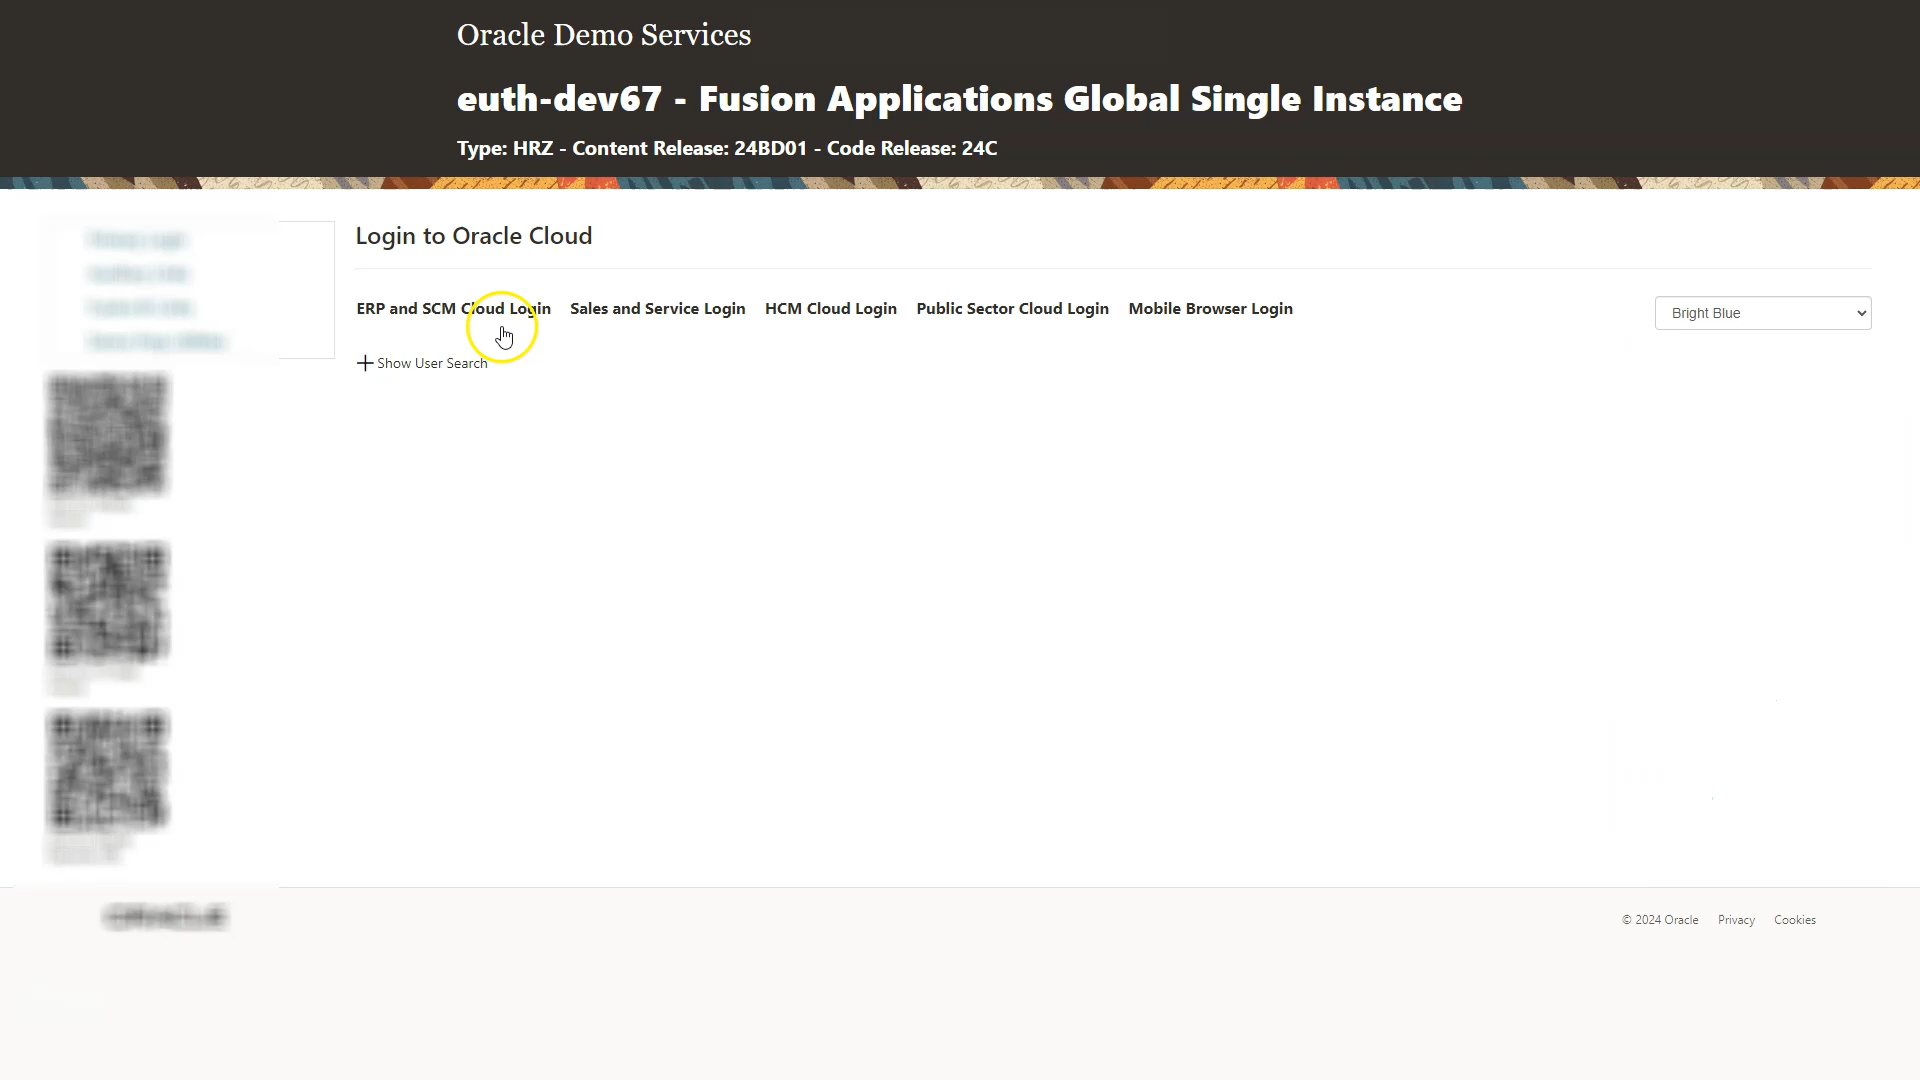 Oracle Demo Services
euth-dev67 - Fusion Applications Global Single Instance
Type: HRZ - Content Release: 24BD01 - Code Release: 24C
Login to Oracle Cloud
ERP and SCM Cloud Login Sales and Service Login HCM Cloud Login Public Sector Cloud Login Mobile Browser Login Bright Blue
Show User Search
© 2024 Oracle Privacy Cookies